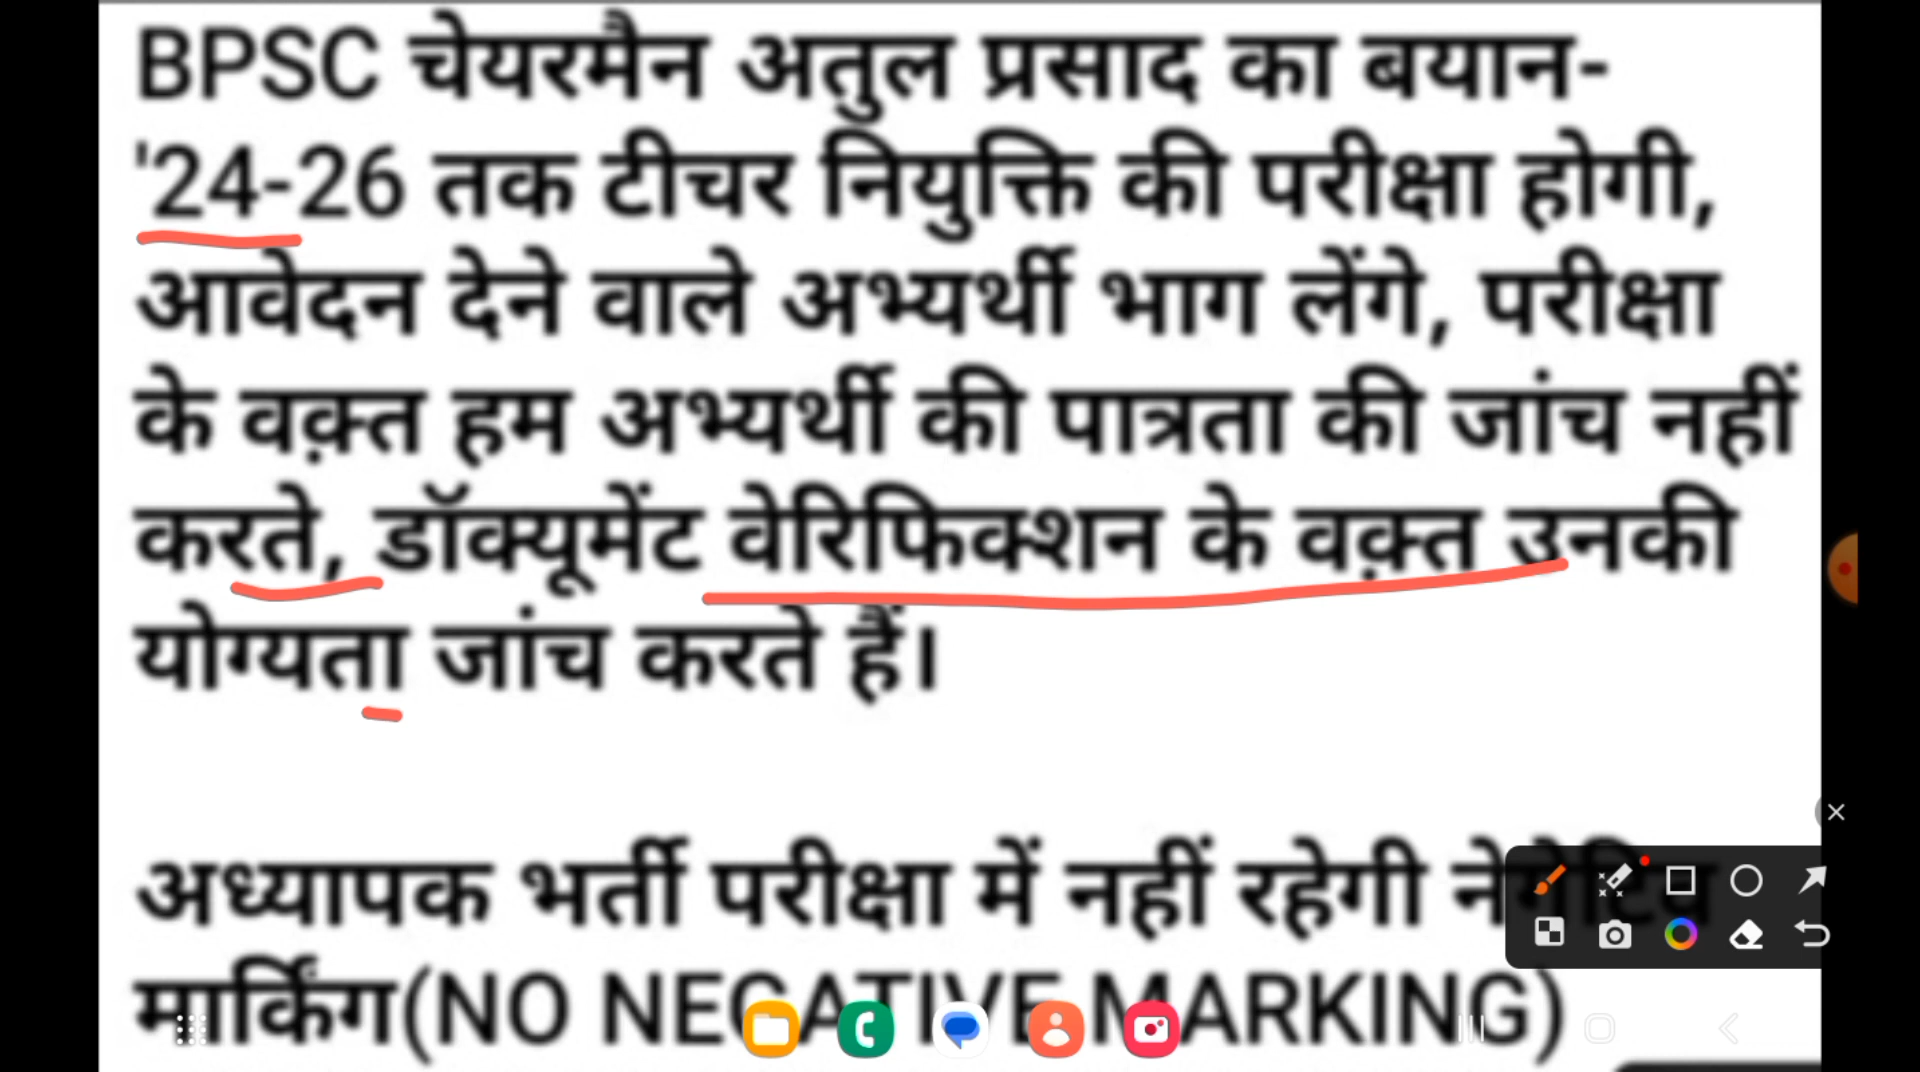 BPSC चेयरमैन अतुल प्रसाद का बयान-
'24-26 तक टीचर नियुक्ति की परीक्षा होगी,
आवेदन देने वाले अभ्यर्थी भाग लेंगे, परीक्षा
के वक़्त हम अभ्यर्थी की पात्रता की जांच नहीं
करते, डॉक्यूमेंट वेरिफिक्शन के वक़्त उनकी
योग्यता जांच करते हैं।
अध्यापक भर्ती परीक्षा में नहीं रहेगी नेगेटिव
मार्किंग(NO NEGATIVE MARKING)